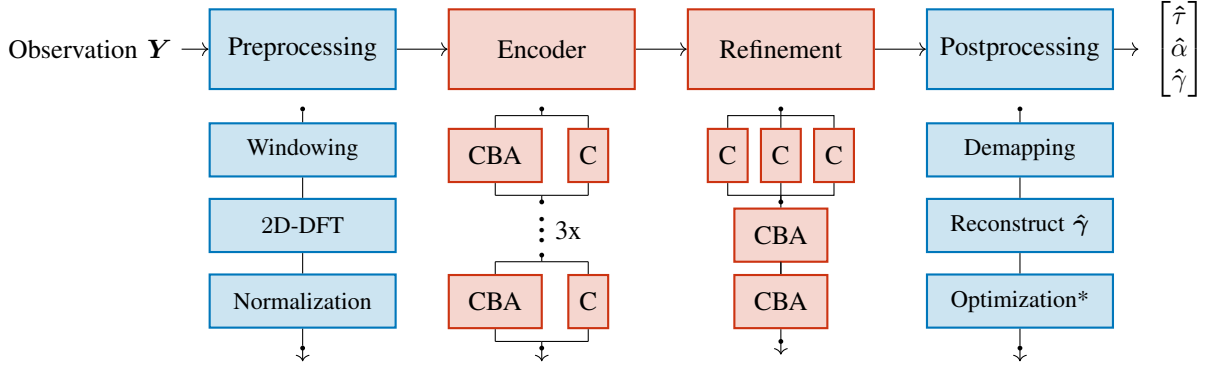 Observation Y
Preprocessing
Encoder
Refinement
Postprocessing
τ̂
α̂
γ̂
Windowing
2D-DFT
Normalization
CBA
C
3x
CBA
C
C
C
C
CBA
CBA
Demapping
Reconstruct γ̂
Optimization*